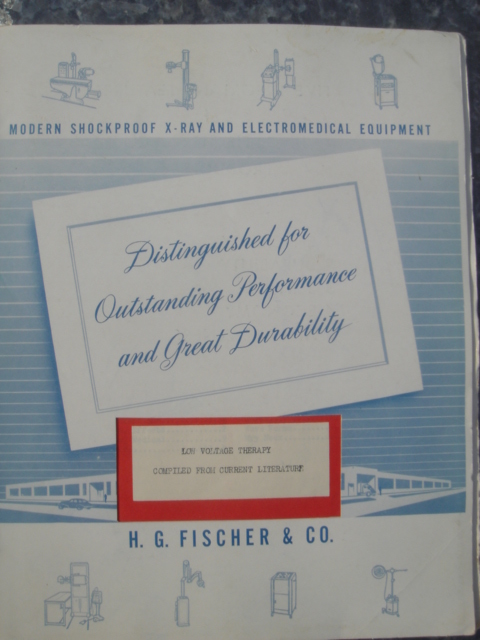 MODERN SHOCKPROOF X-RAY AND ELECTROMEDICAL EQUIPMENT
Distinguished for
Outstanding Performance
and Great Durability
LOW VOLTAGE THERAPY
COMPILED FROM CURRENT LITERATURE
H. G. FISCHER & CO.